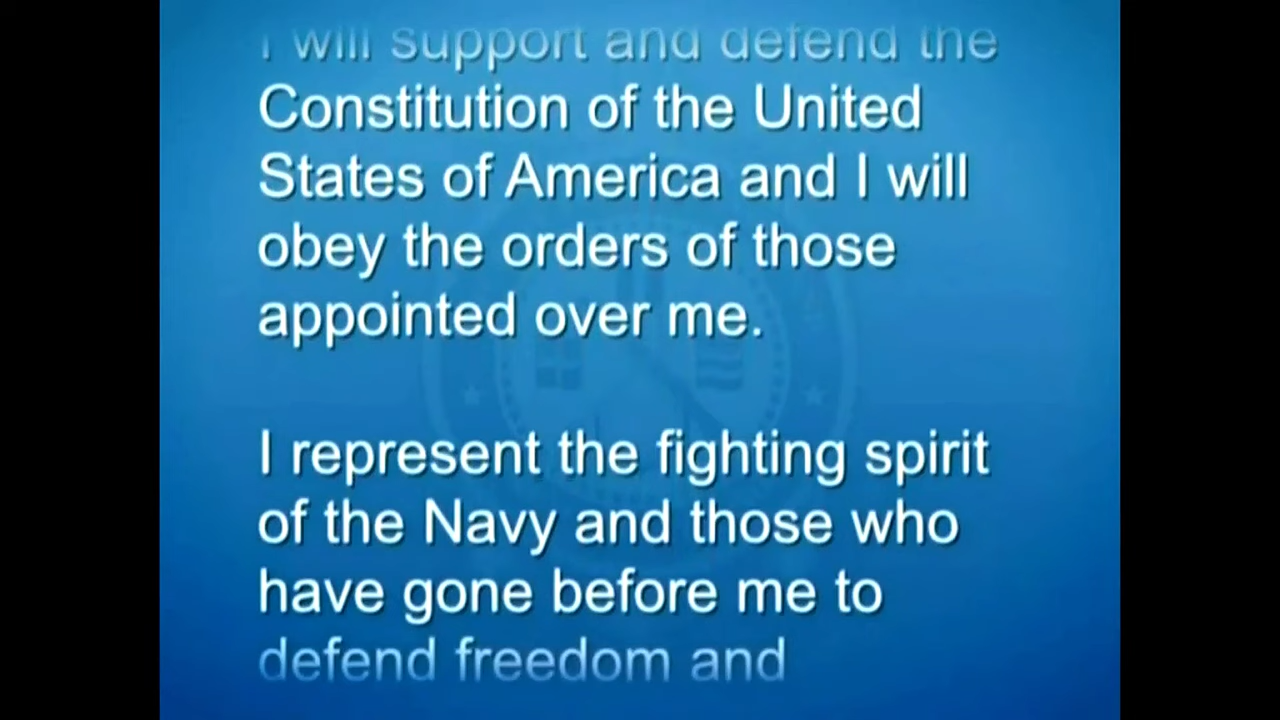 I will support and defend the
Constitution of the United
States of America and I will
obey the orders of those
appointed over me.
I represent the fighting spirit
of the Navy and those who
have gone before me to
defend freedom and